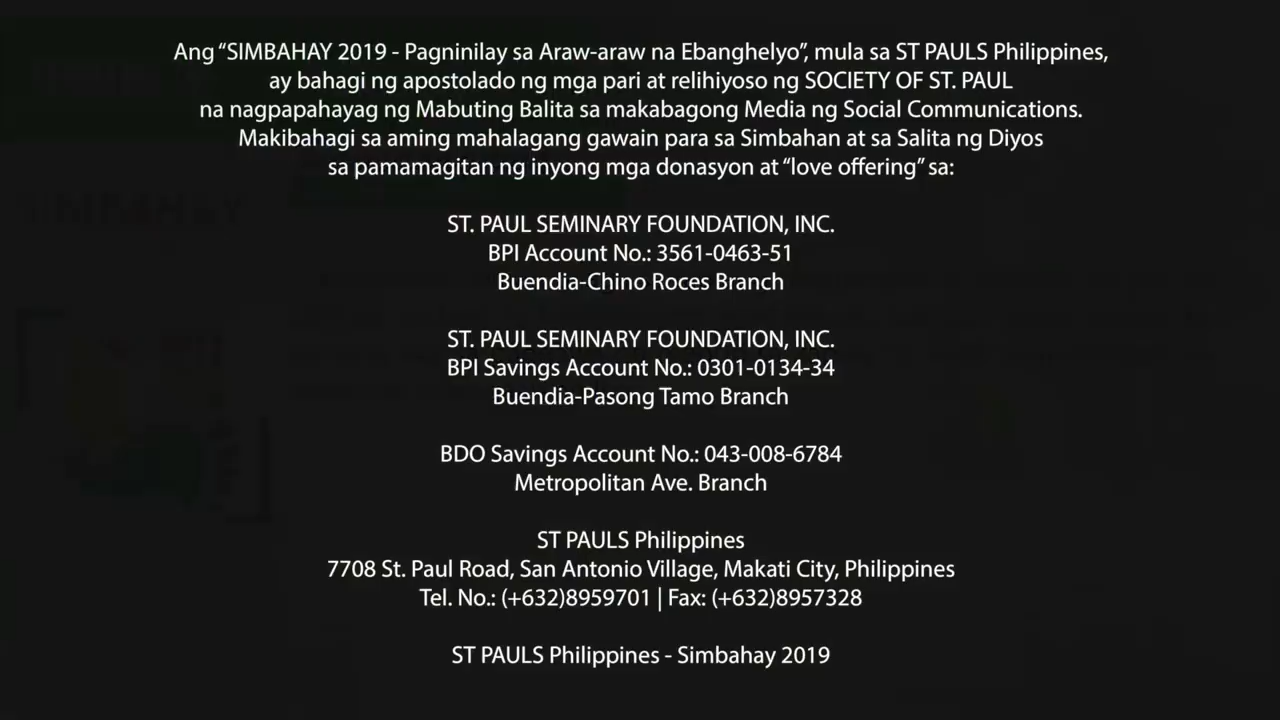 Ang “SIMBAHAY 2019 - Pagninilay sa Araw-araw na Ebanghelyo”, mula sa ST PAULS Philippines,
ay bahagi ng apostolado ng mga pari at relihiyoso ng SOCIETY OF ST. PAUL
na nagpapahayag ng Mabuting Balita sa makabagong Media ng Social Communications.
Makibahagi sa aming mahalagang gawain para sa Simbahan at sa Salita ng Diyos
sa pamamagitan ng inyong mga donasyon at “love offering” sa:
ST. PAUL SEMINARY FOUNDATION, INC.
BPI Account No.: 3561-0463-51
Buendia-Chino Roces Branch
ST. PAUL SEMINARY FOUNDATION, INC.
BPI Savings Account No.: 0301-0134-34
Buendia-Pasong Tamo Branch
BDO Savings Account No.: 043-008-6784
Metropolitan Ave. Branch
ST PAULS Philippines
7708 St. Paul Road, San Antonio Village, Makati City, Philippines
Tel. No.: (+632)8959701 | Fax: (+632)8957328
ST PAULS Philippines - Simbahay 2019